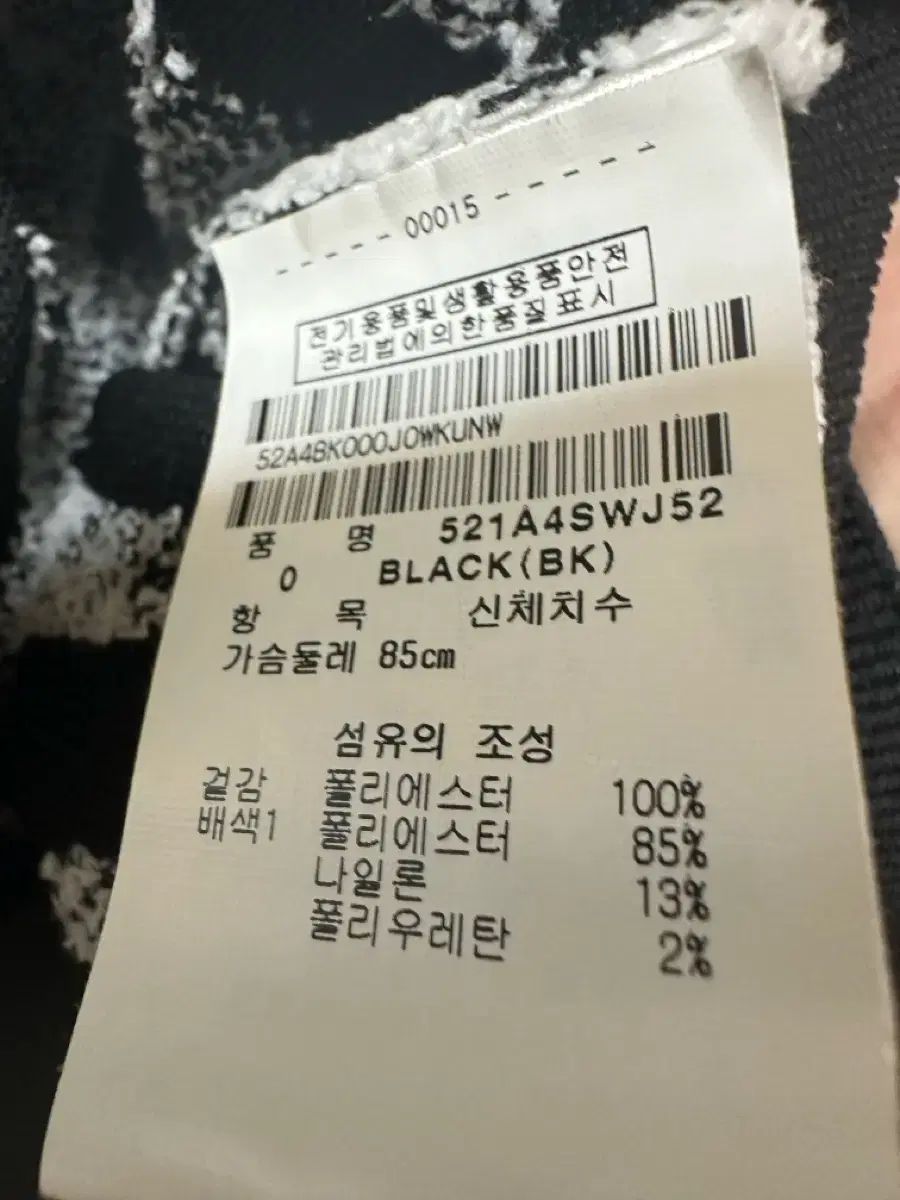 - - - - - 00015 - - - - -
전기용품및생활용품안전
관리법에의한품질표시
52A4BK000J0WKUNW
품 명 521A4SWJ52
0 BLACK(BK)
항 목 신체치수
가슴둘레 85cm
섬유의 조성
겉감 폴리에스터 100%
배색1 폴리에스터 85%
나일론 13%
폴리우레탄 2%